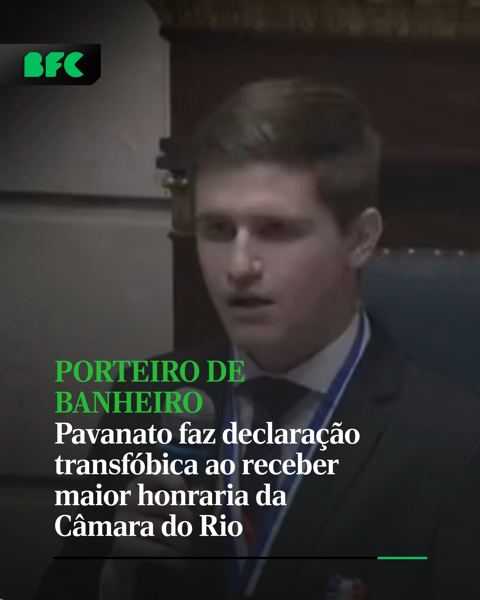 BFC
PORTEIRO DE
BANHEIRO
Pavanato faz declaração
transfóbica ao receber
maior honraria da
Câmara do Rio